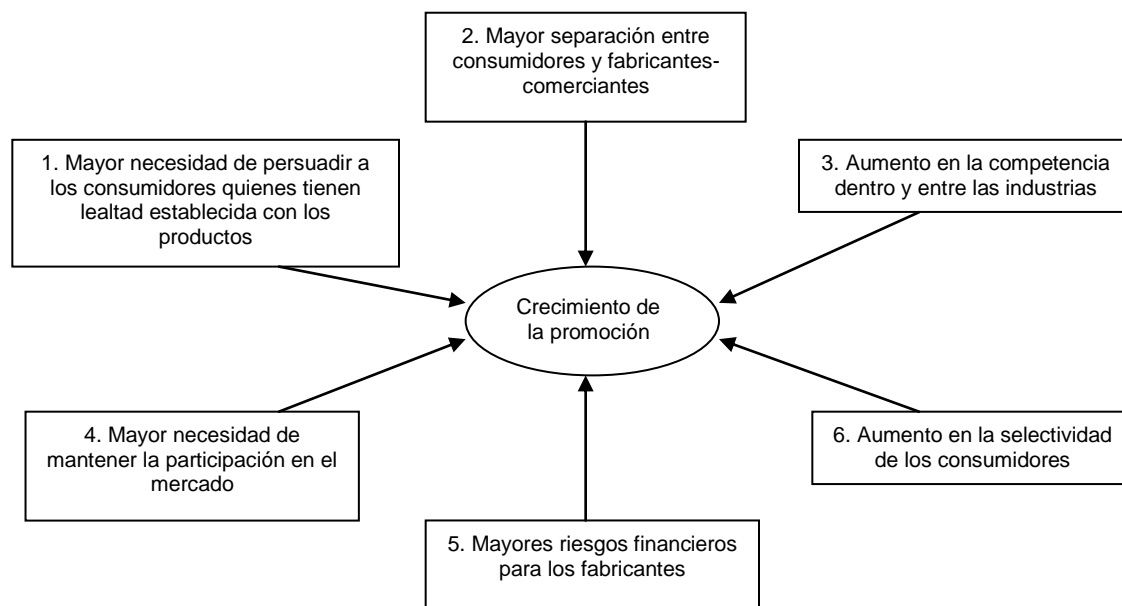 2. Mayor separación entre
consumidores y fabricantes-
comerciantes
1. Mayor necesidad de persuadir a
los consumidores quienes tienen
lealtad establecida con los
productos
3. Aumento en la competencia
dentro y entre las industrias
Crecimiento de
la promoción
4. Mayor necesidad de
mantener la participación en el
mercado
6. Aumento en la selectividad
de los consumidores
5. Mayores riesgos financieros
para los fabricantes